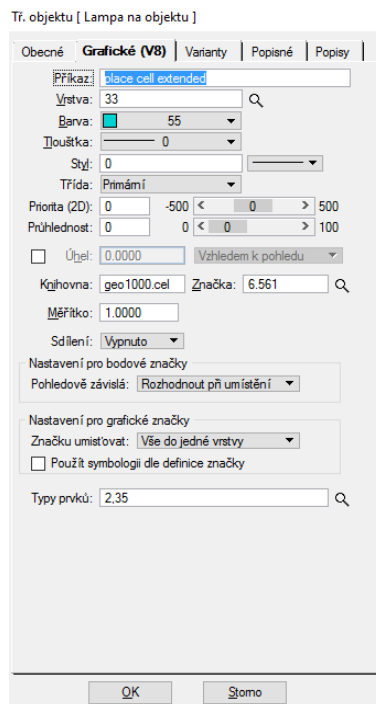 Tř. objektu [ Lampa na objektu ]
Obecné Grafické (V8) Varianty Popisné Popisy
Příkaz: place cell extended
Vrstva: 33
Barva: 55
Tloušťka: 0
Styl: 0
Třída: Primární
Priorita (2D): 0 -500 < 0 > 500
Průhlednost: 0 0 < 0 > 100
Úhel: 0.0000 Vzhledem k pohledu
Knihovna: geo1000.cel Značka: 6.561
Měřítko: 1.0000
Sdílení: Vypnuto
Nastavení pro bodové značky
Pohledově závislá: Rozhodnout při umístění
Nastavení pro grafické značky
Značku umisťovat: Vše do jedné vrstvy
Použít symbologii dle definice značky
Typy prvků: 2,35
OK Storno